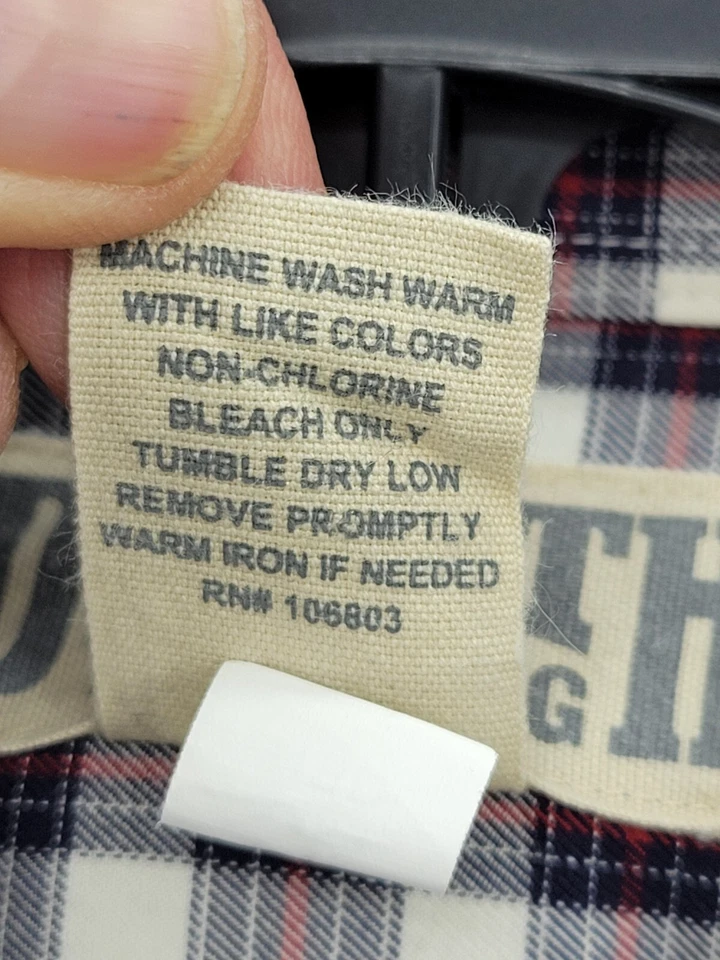 MACHINE WASH WARM
WITH LIKE COLORS
NON-CHLORINE
BLEACH ONLY
TUMBLE DRY LOW
REMOVE PROMPTLY
WARM IRON IF NEEDED
RN# 106803
TH
G